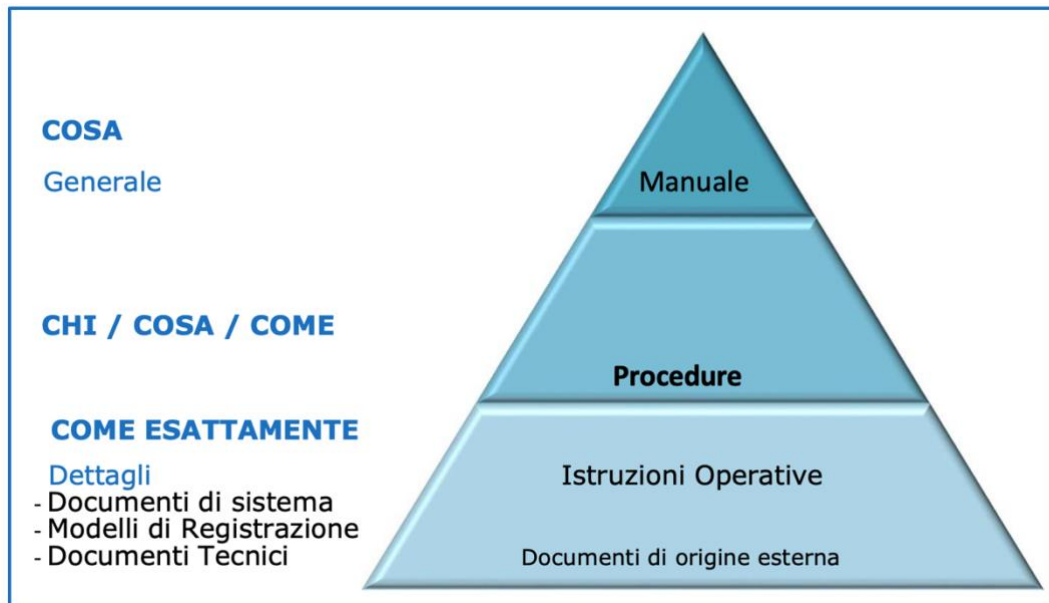 COSA
Generale
Manuale
CHI / COSA / COME
Procedure
COME ESATTAMENTE
Dettagli
- Documenti di sistema
- Modelli di Registrazione
- Documenti Tecnici
Istruzioni Operative
Documenti di origine esterna